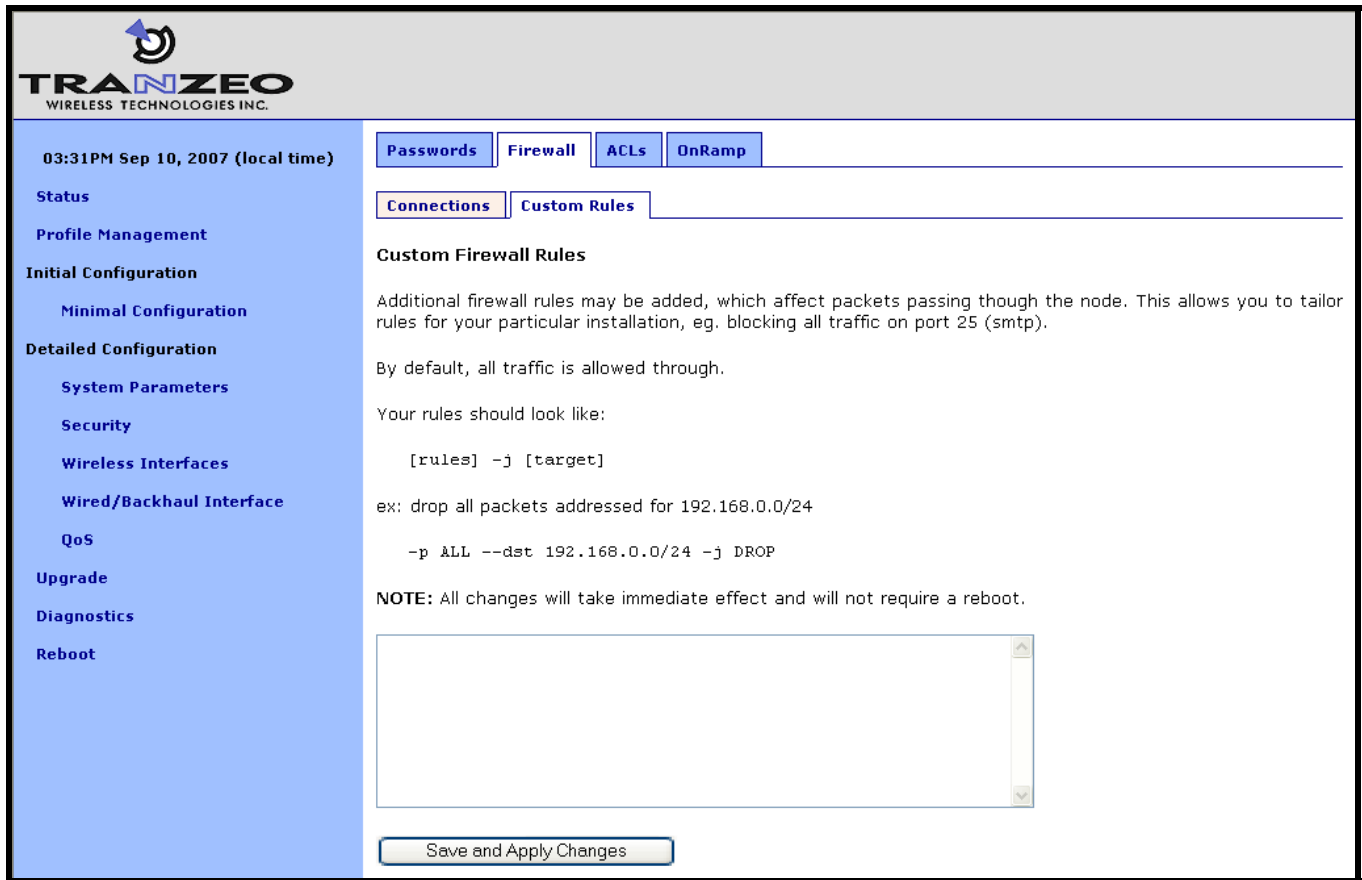 TRANZEO
WIRELESS TECHNOLOGIES INC.
03:31PM Sep 10, 2007 (local time)
Status
Profile Management
Initial Configuration
Minimal Configuration
Detailed Configuration
System Parameters
Security
Wireless Interfaces
Wired/Backhaul Interface
QoS
Upgrade
Diagnostics
Reboot
Passwords Firewall ACLs OnRamp
Connections Custom Rules
Custom Firewall Rules
Additional firewall rules may be added, which affect packets passing though the node. This allows you to tailor
rules for your particular installation, eg. blocking all traffic on port 25 (smtp).
By default, all traffic is allowed through.
Your rules should look like:
[rules] -j [target]
ex: drop all packets addressed for 192.168.0.0/24
-p ALL --dst 192.168.0.0/24 -j DROP
NOTE: All changes will take immediate effect and will not require a reboot.
Save and Apply Changes